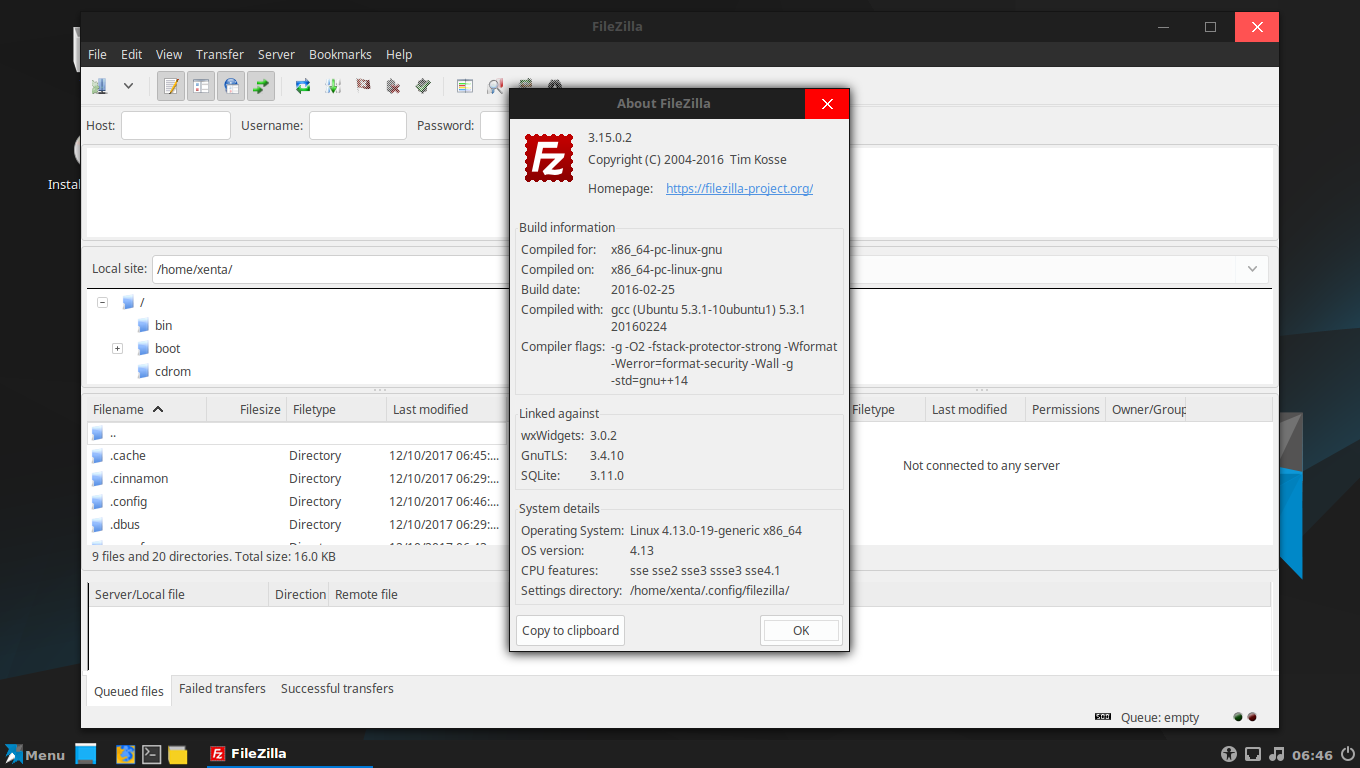 FileZilla
File Edit View Transfer Server Bookmarks Help
Host: Username: Password:
Instal
About FileZilla
Fz
3.15.0.2
Copyright (C) 2004-2016 Tim Kosse
Homepage: https://filezilla-project.org/
Build information
Compiled for: x86_64-pc-linux-gnu
Compiled on: x86_64-pc-linux-gnu
Build date: 2016-02-25
Compiled with: gcc (Ubuntu 5.3.1-10ubuntu1) 5.3.1
20160224
Compiler flags: -g -O2 -fstack-protector-strong -Wformat
-Werror=format-security -Wall -g
-std=gnu++14
Linked against
wxWidgets: 3.0.2
GnuTLS: 3.4.10
SQLite: 3.11.0
System details
Operating System: Linux 4.13.0-19-generic x86_64
OS version: 4.13
CPU features: sse sse2 sse3 ssse3 sse4.1
Settings directory: /home/xenta/.config/filezilla/
Copy to clipboard OK
Local site: /home/xenta/
/
bin
boot
cdrom
Filename Filesize Filetype Last modified
..
.cache Directory 12/10/2017 06:45:...
.cinnamon Directory 12/10/2017 06:29:...
.config Directory 12/10/2017 06:46:...
.dbus Directory 12/10/2017 06:29:...
9 files and 20 directories. Total size: 16.0 KB
Filetype Last modified Permissions Owner/Group
Not connected to any server
Server/Local file Direction Remote file
Queued files Failed transfers Successful transfers
Queue: empty
Menu FileZilla 06:46